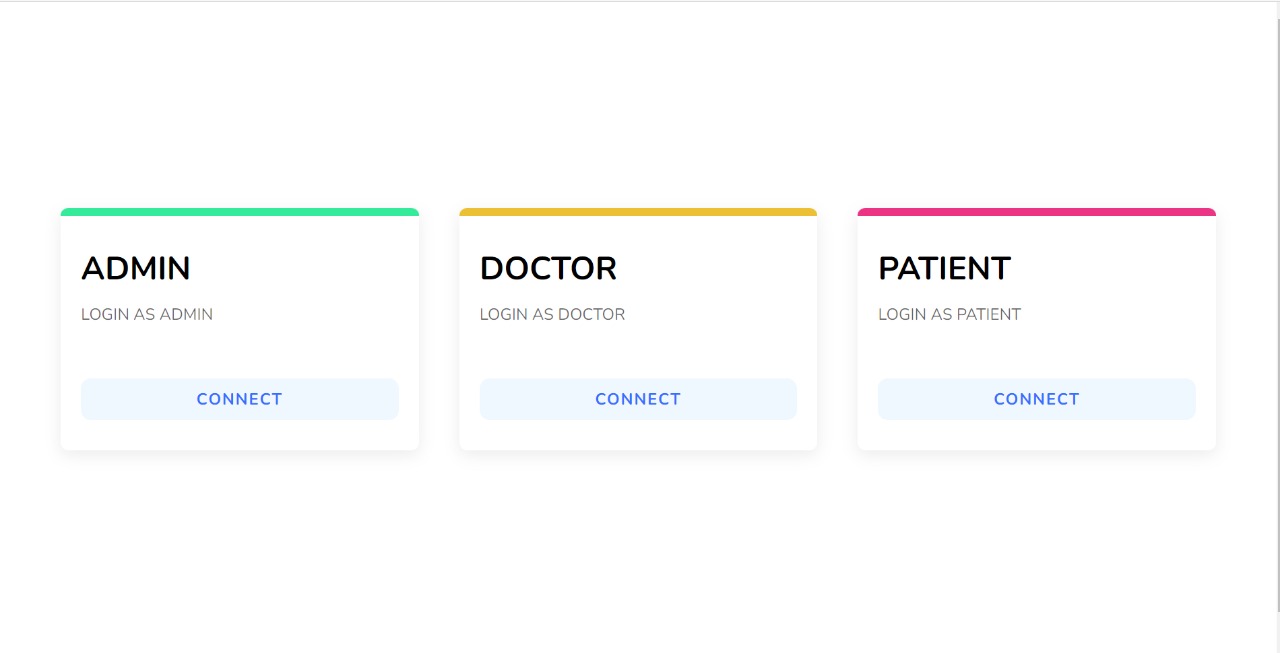 ADMIN
LOGIN AS ADMIN
CONNECT
DOCTOR
LOGIN AS DOCTOR
CONNECT
PATIENT
LOGIN AS PATIENT
CONNECT